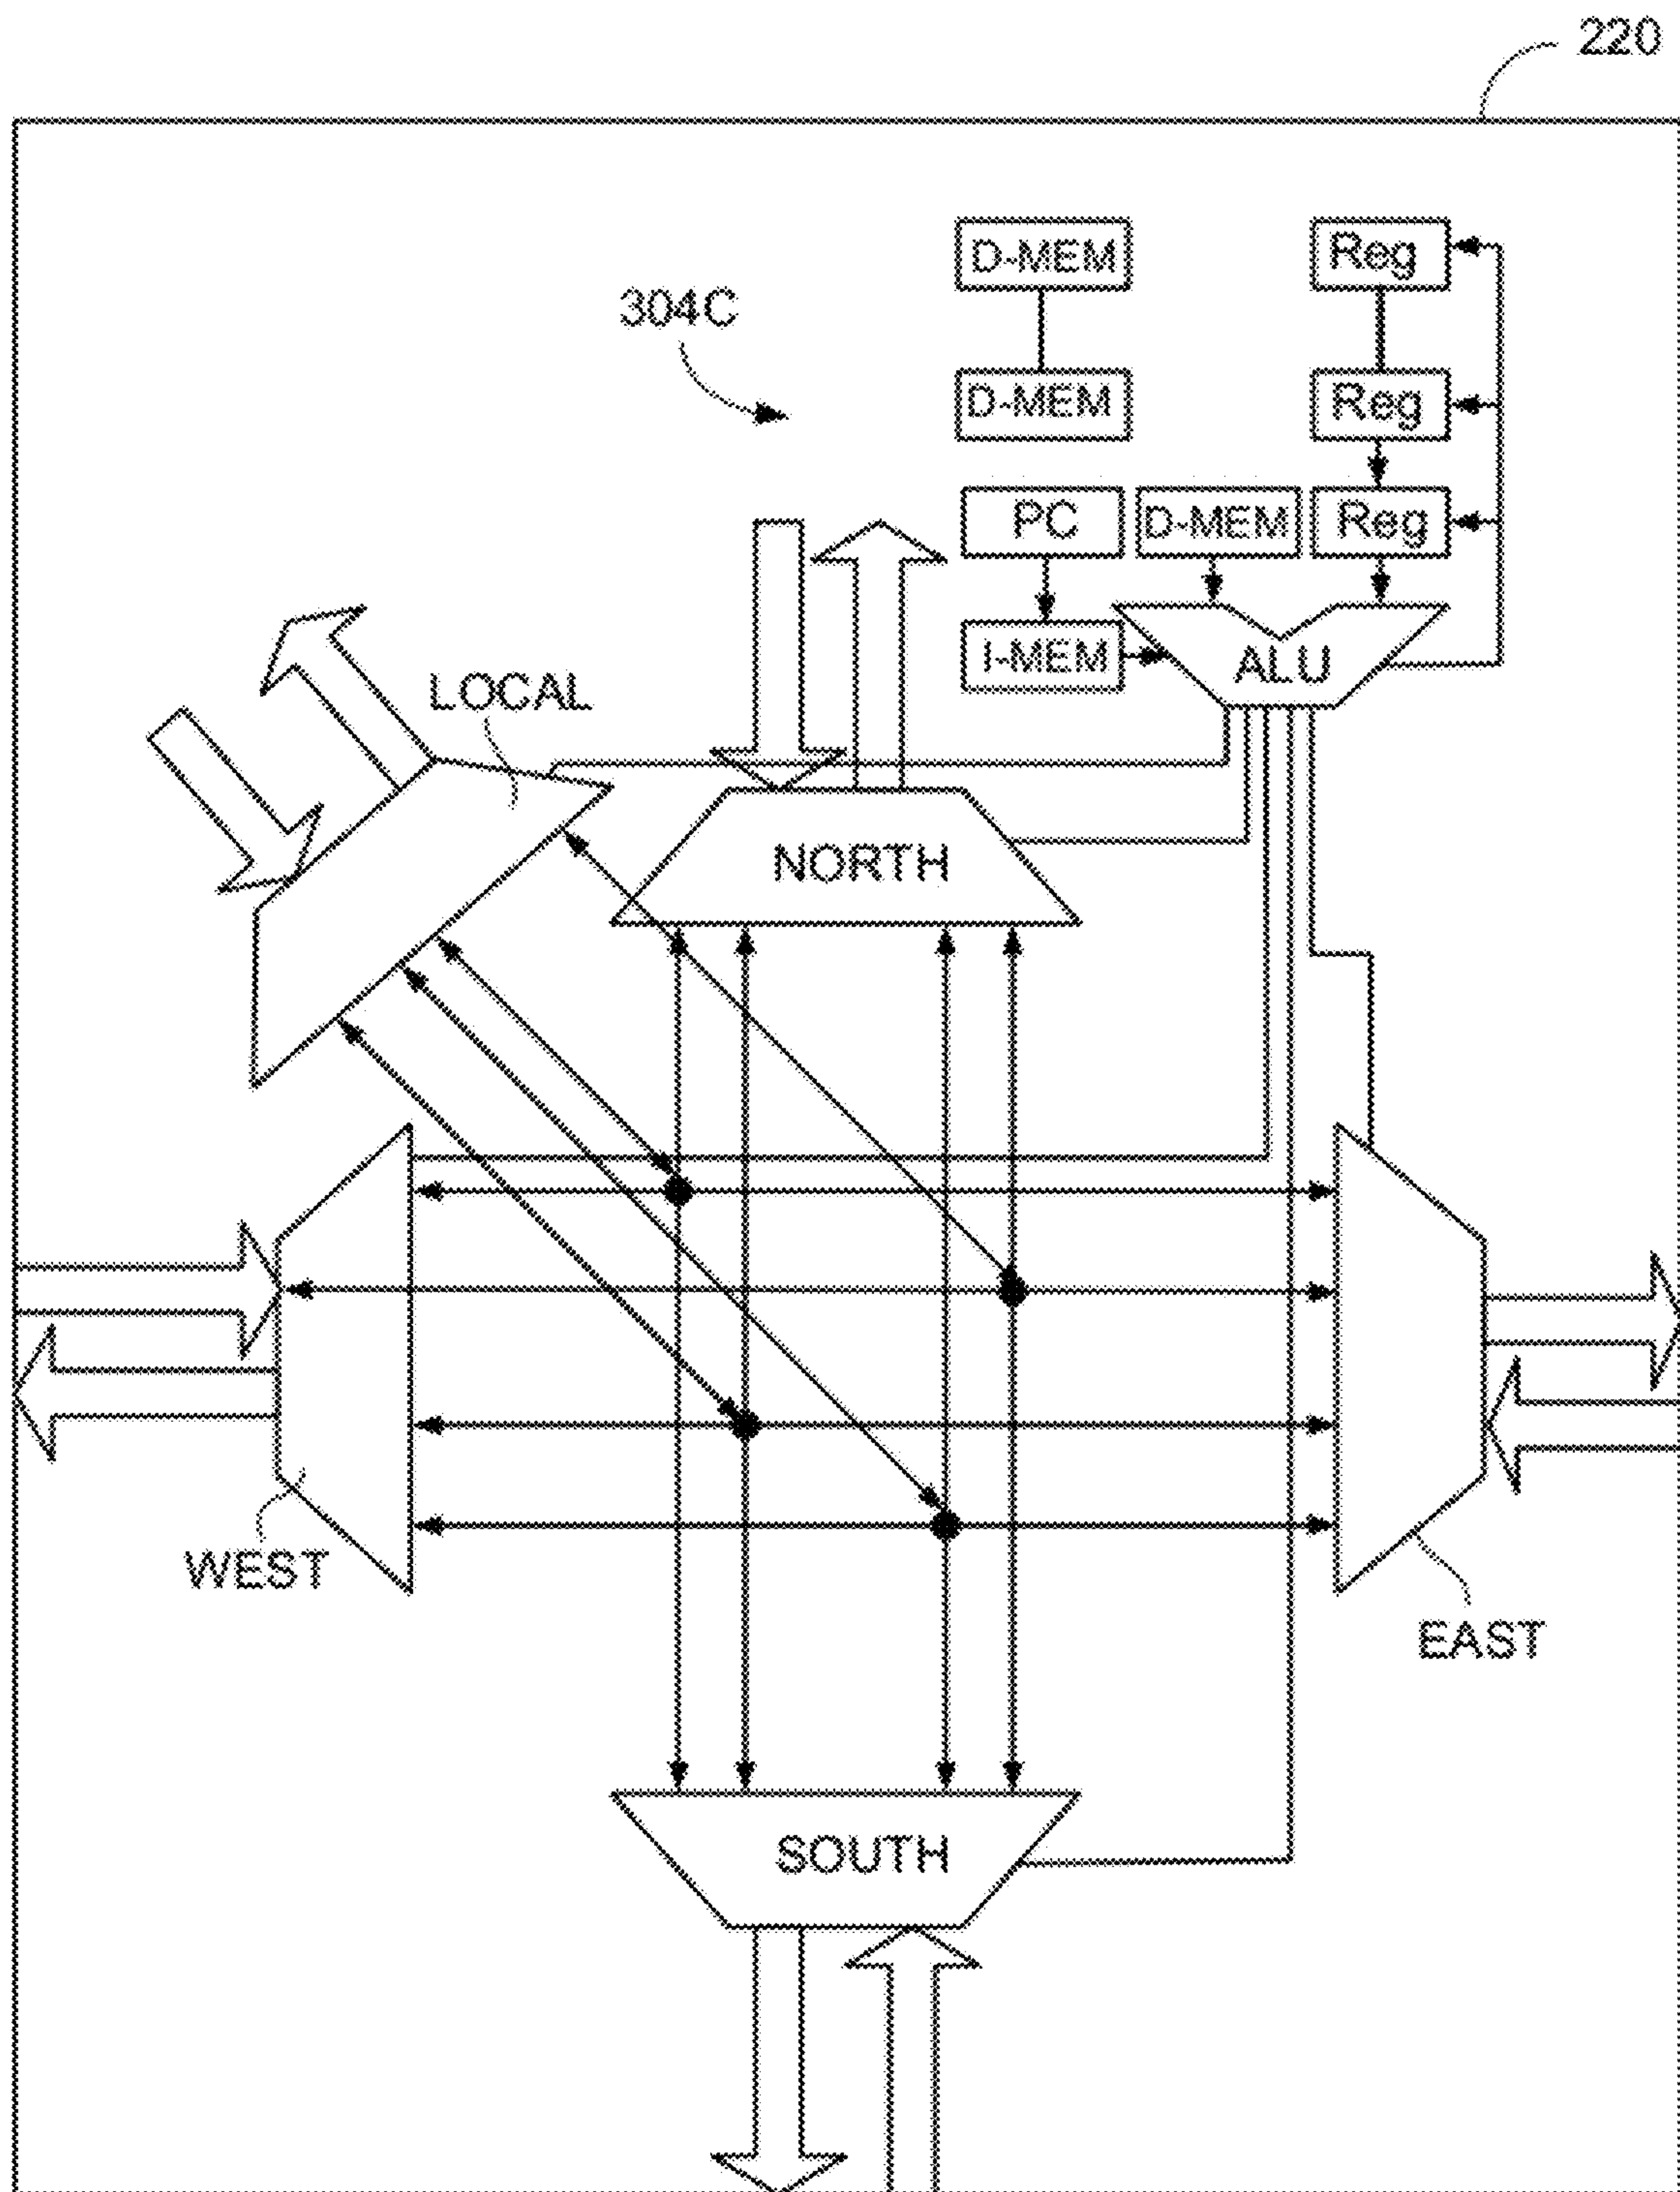 220
D-MEM
Reg
304C
D-MEM
Reg
PC
D-MEM
Reg
I-MEM
ALU
LOCAL
NORTH
WEST
EAST
SOUTH